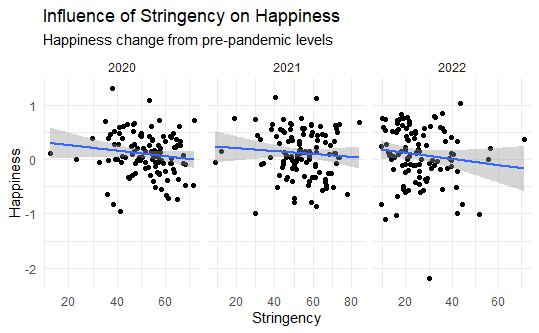 Influence of Stringency on Happiness
Happiness change from pre-pandemic levels
2020 2021 2022
Happiness
1
0
-1
-2
20 40 60 20 40 60 80 20 40 60
Stringency